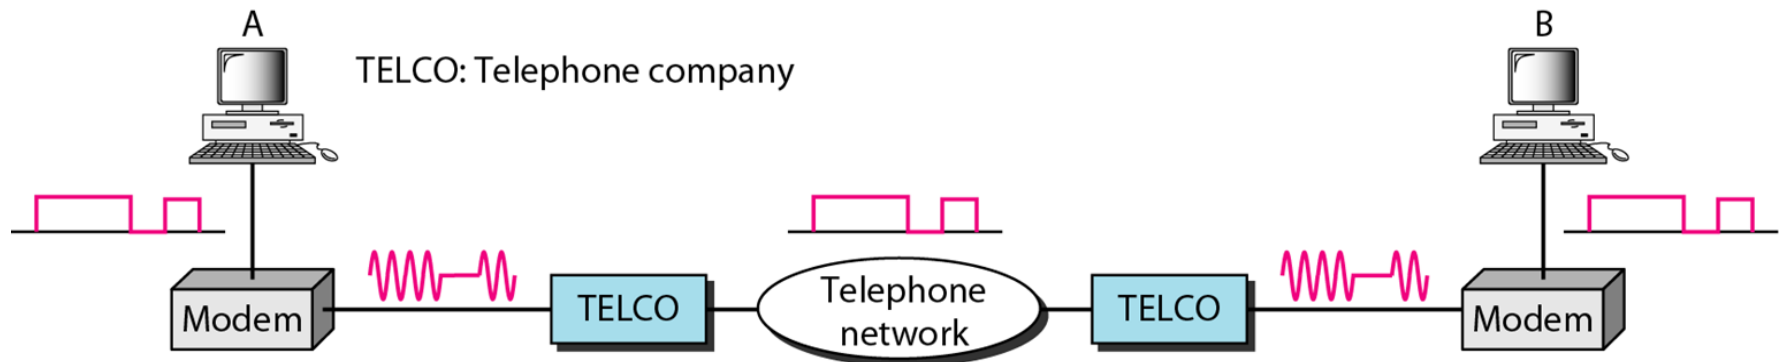 A
B
TELCO: Telephone company
Modem
TELCO
Telephone
network
TELCO
Modem